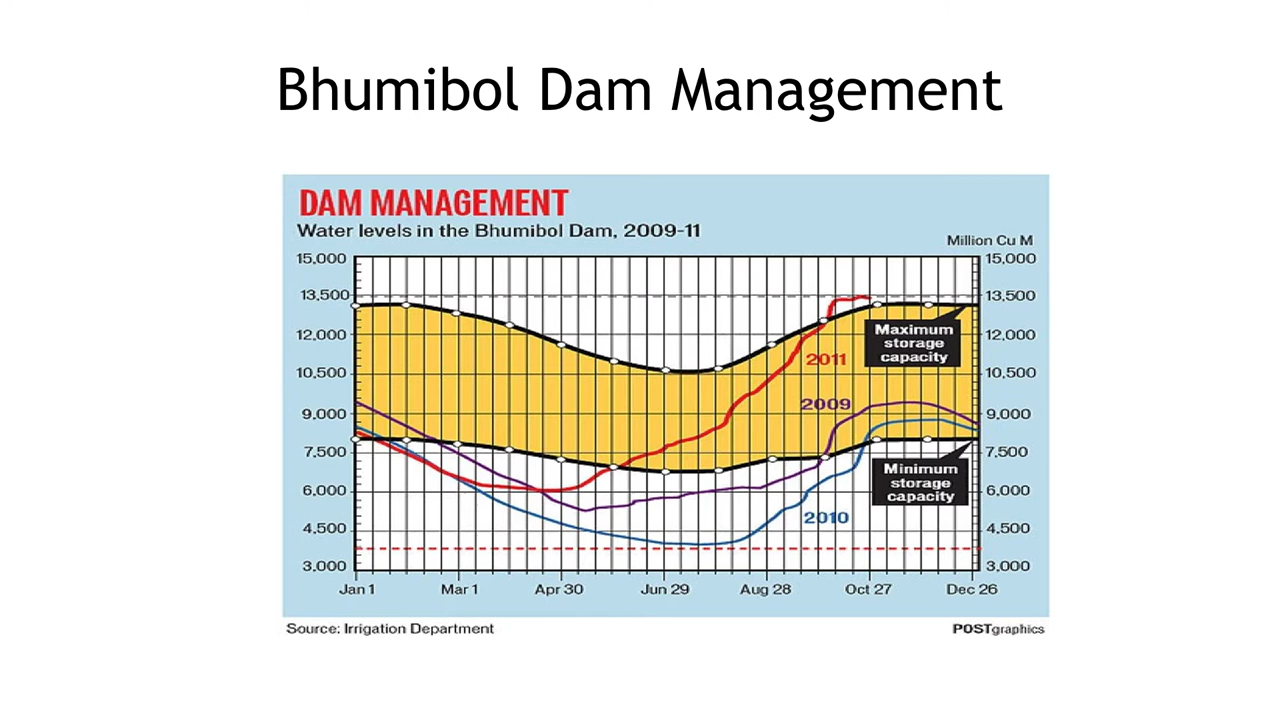 Bhumibol Dam Management
DAM MANAGEMENT
Water levels in the Bhumibol Dam, 2009-11
Million Cu M
15,000
15,000
13,500
13,500
12,000
12,000
10,500
10,500
9,000
9,000
7,500
7,500
6,000
6,000
4,500
4,500
3,000
3,000
Maximum
storage
capacity
2011
2009
Minimum
storage
capacity
2010
Jan 1
Mar 1
Apr 30
Jun 29
Aug 28
Oct 27
Dec 26
Source: Irrigation Department
POSTgraphics